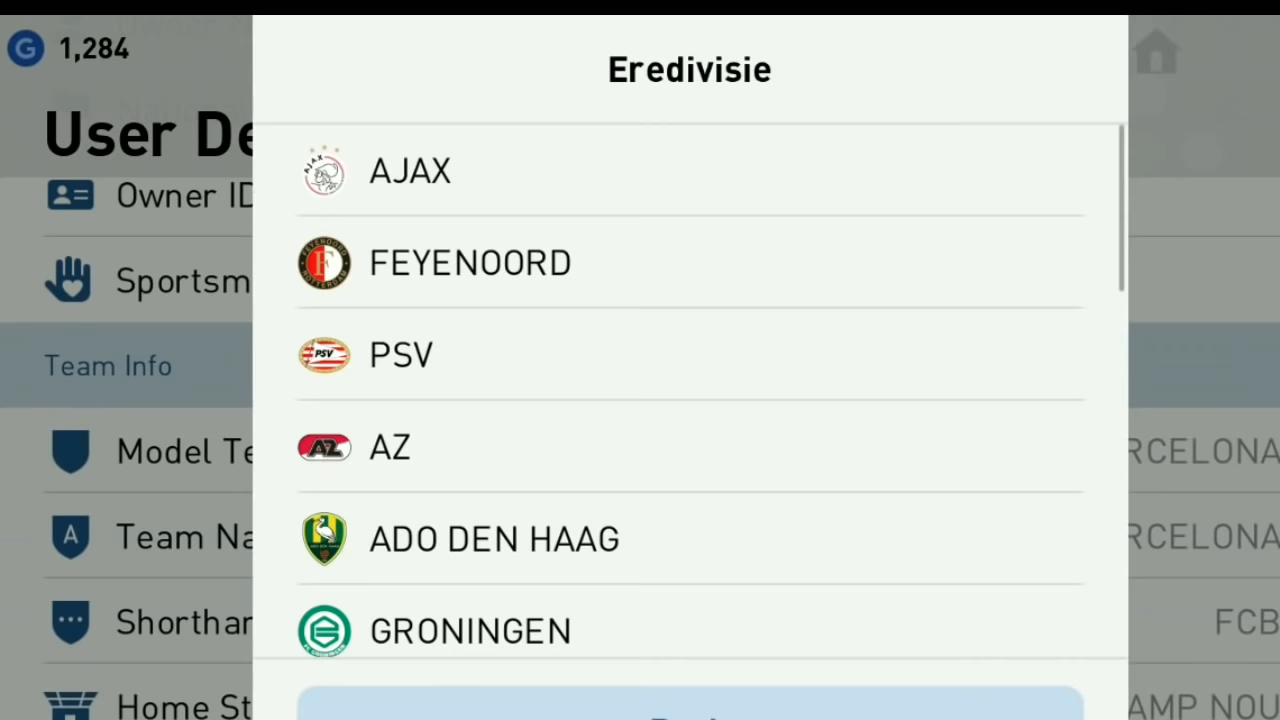 G 1,284
Eredivisie
User De
AJAX
Owner ID
FEYENOORD
Sportsm
PSV
Team Info
AZ
Model Te
RCELONA
ADO DEN HAAG
A Team Na
RCELONA
GRONINGEN
Shorthan
FCB
Home St
AMP NOU